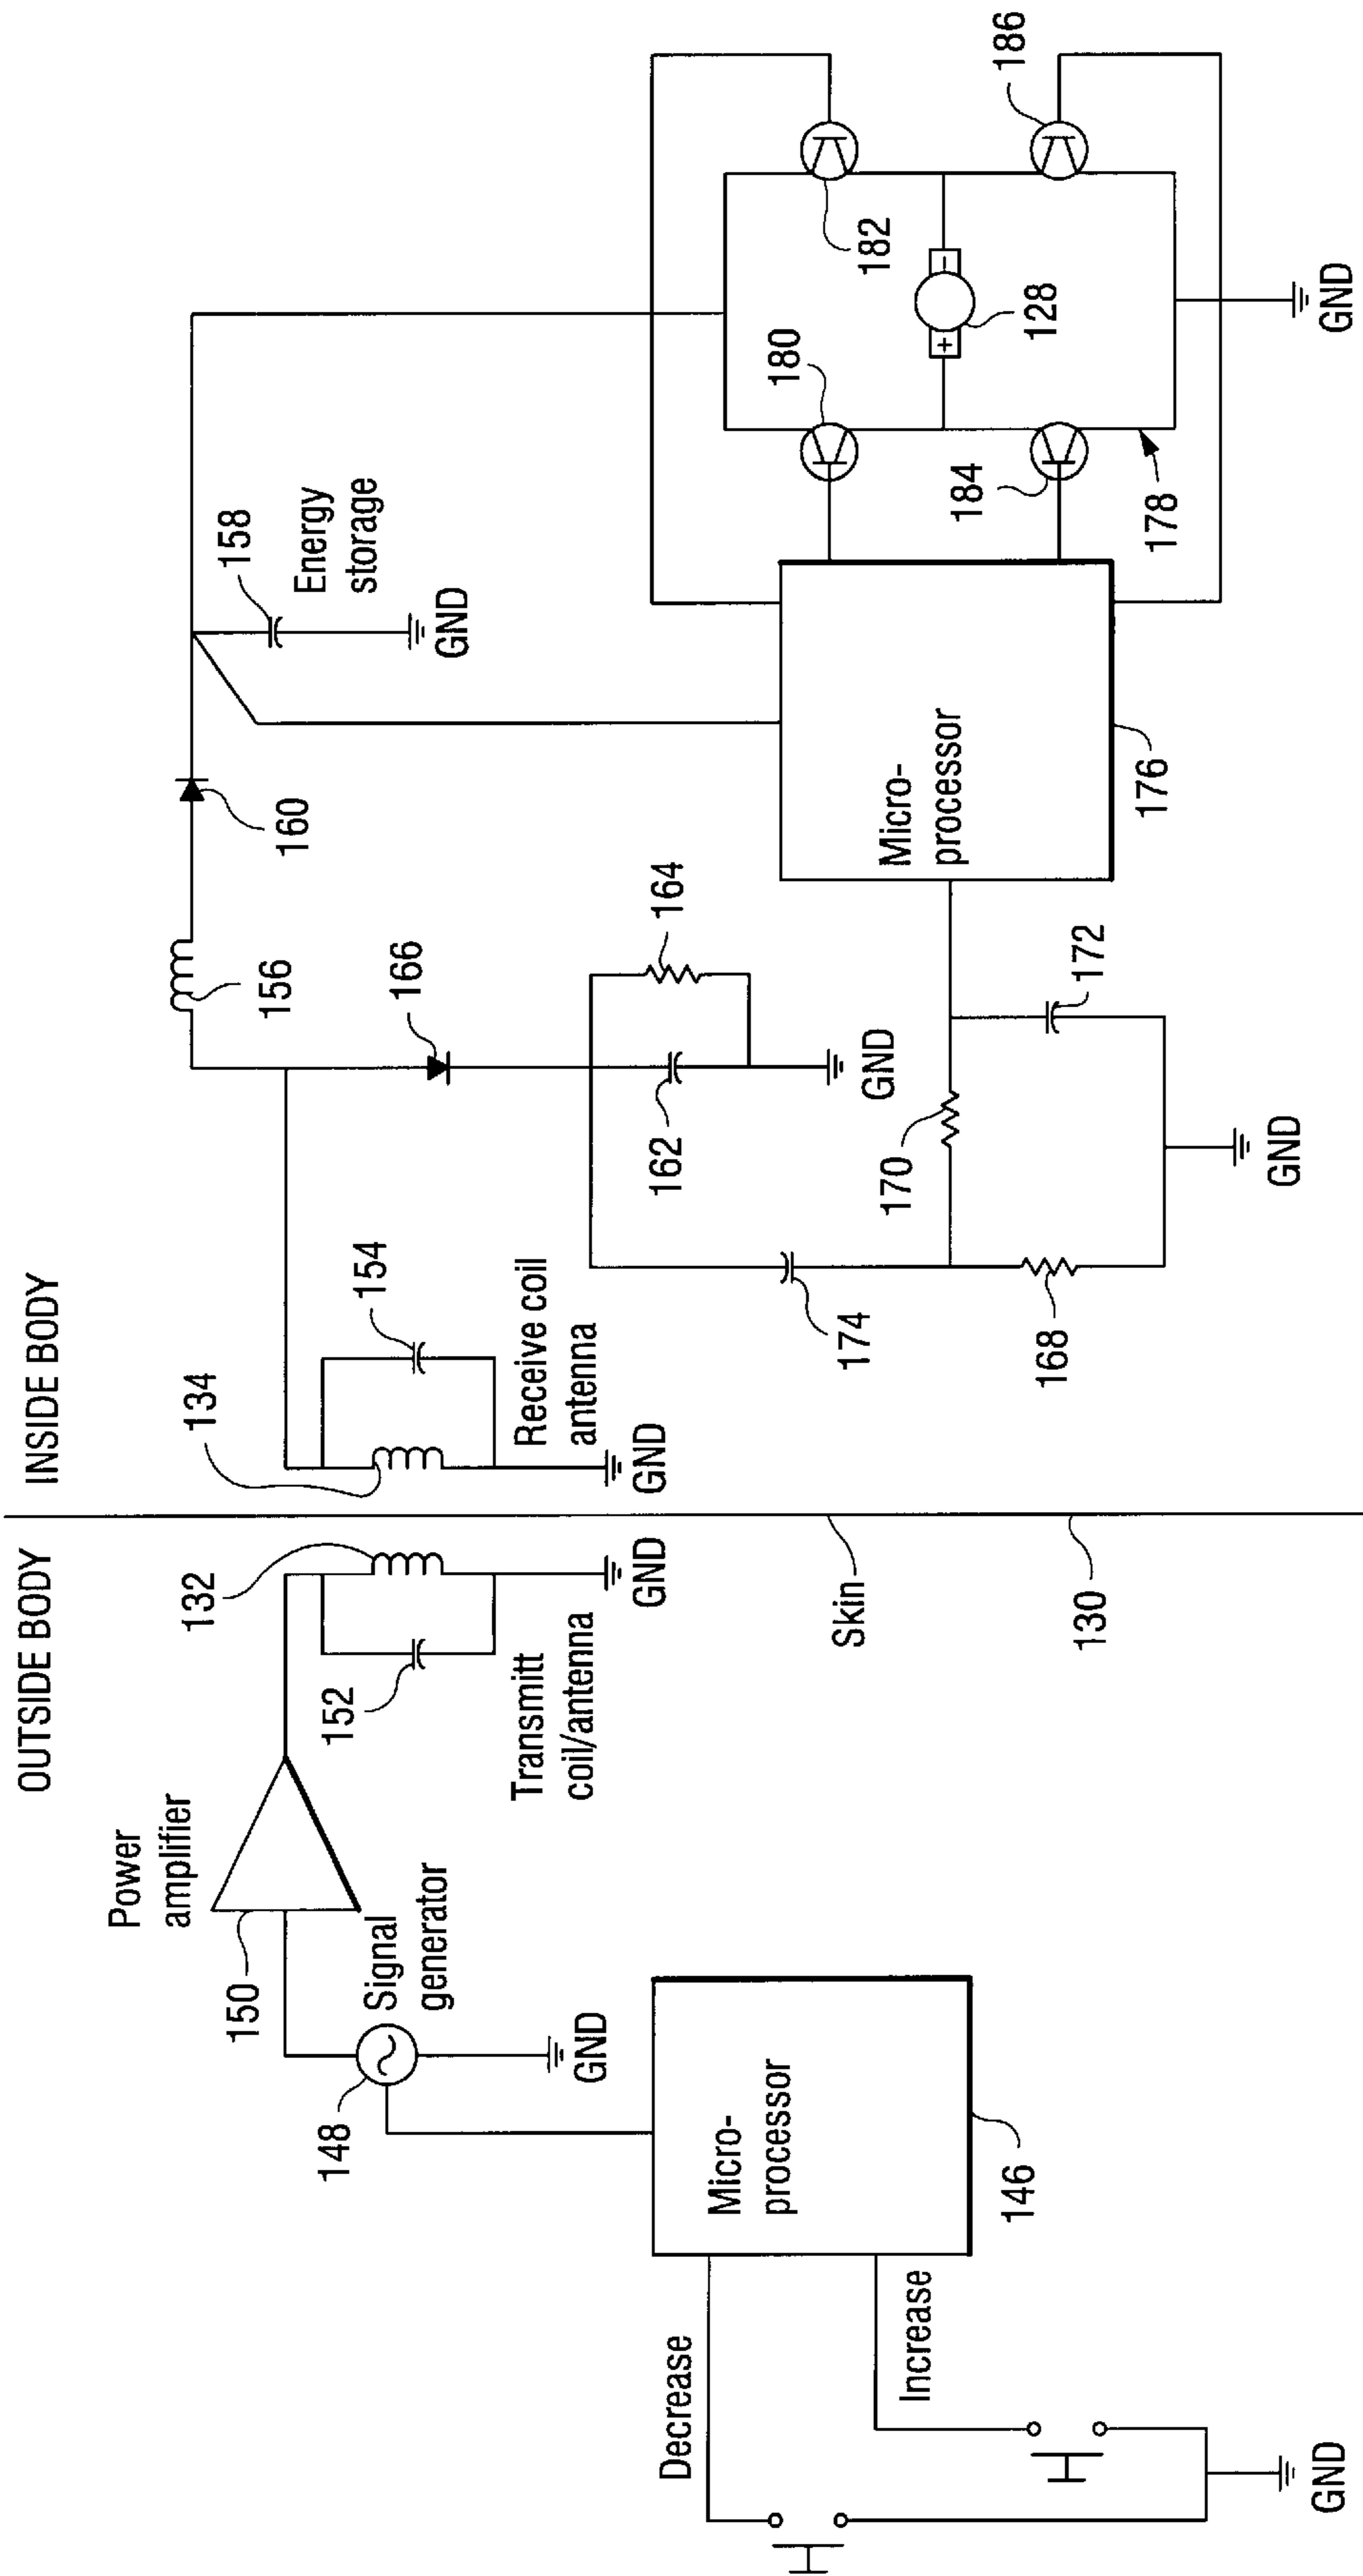 OUTSIDE BODY
INSIDE BODY
Power
amplifier
150
Signal
generator
148
GND
Micro-
processor
146
Decrease
Increase
GND
132
152
Transmitt
coil/antenna
GND
Skin
130
134
154
Receive coil
antenna
GND
156
160
158
Energy
storage
GND
166
164
162
GND
174
170
172
168
GND
Micro-
processor
176
180
182
184
186
+
-
128
178
GND